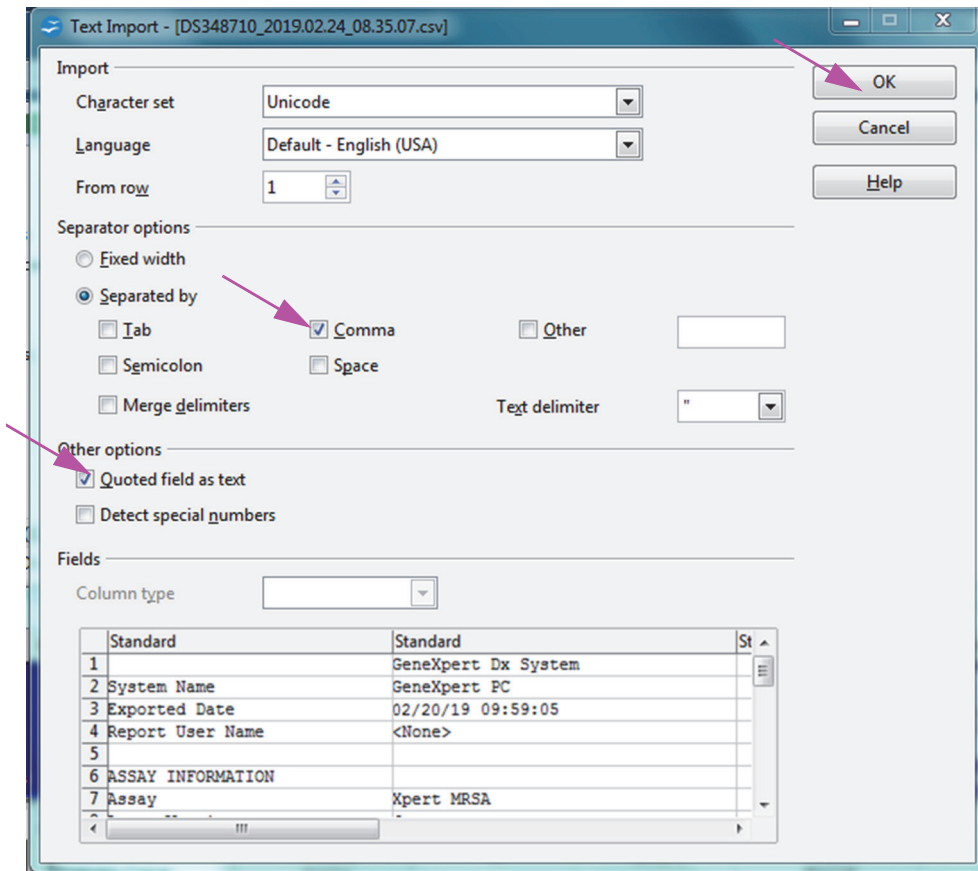 Text Import - [DS348710_2019.02.24_08.35.07.csv]
Import
OK
Character set Unicode
Cancel
Language Default - English (USA)
From row 1
Help
Separator options
Fixed width
Separated by
Tab Comma Other
Semicolon Space
Merge delimiters Text delimiter "
Other options
Quoted field as text
Detect special numbers
Fields
Column type
Standard Standard St
1 GeneXpert Dx System
2 System Name GeneXpert PC
3 Exported Date 02/20/19 09:59:05
4 Report User Name <None>
5
6 ASSAY INFORMATION
7 Assay Xpert MRSA